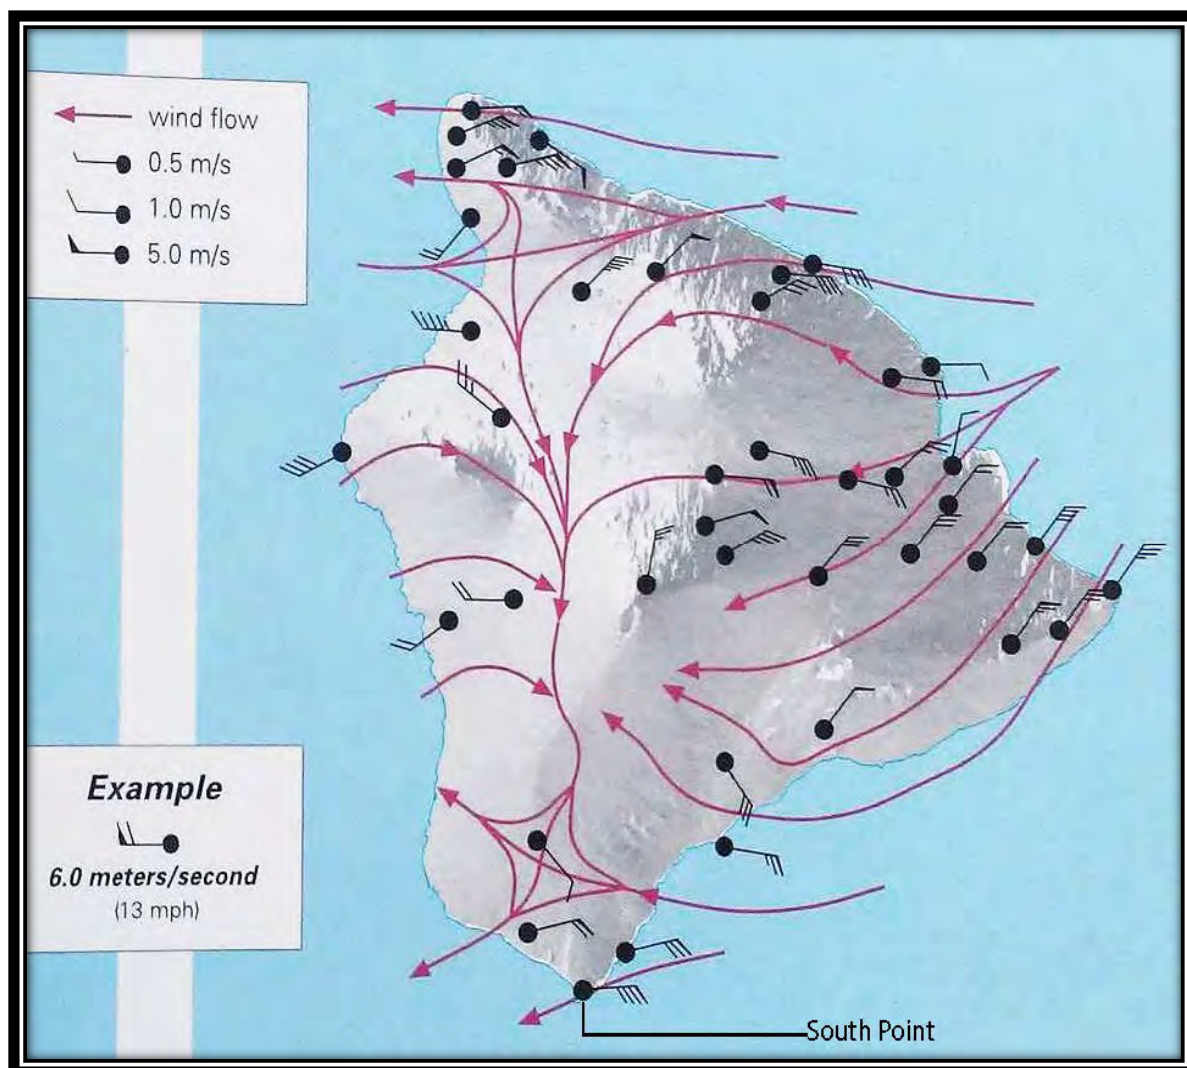 wind flow
0.5 m/s
1.0 m/s
5.0 m/s
Example
6.0 meters/second
(13 mph)
South Point